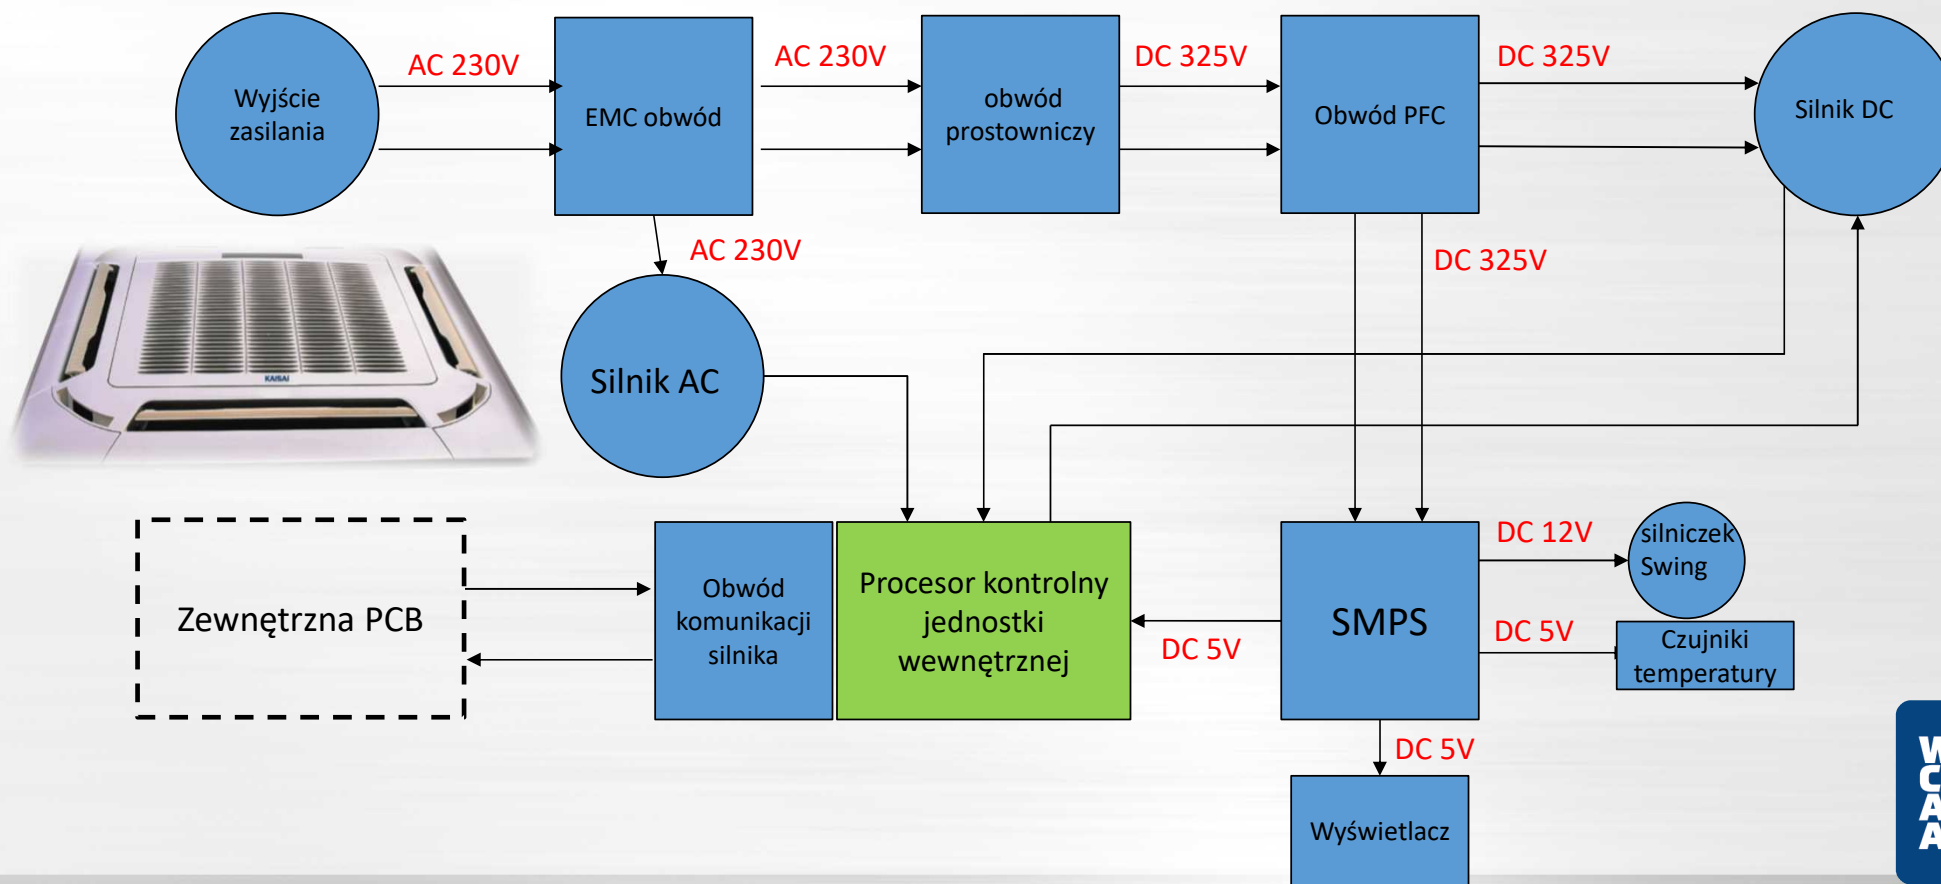 AC 230V
AC 230V
DC 325V
DC 325V
Wyjście
zasilania
EMC obwód
obwód
prostowniczy
Obwód PFC
Silnik DC
AC 230V
DC 325V
KAISAI
Silnik AC
Zewnętrzna PCB
Obwód
komunikacji
silnika
Procesor kontrolny
jednostki
wewnętrznej
DC 5V
SMPS
DC 12V
silniczek
Swing
DC 5V
Czujniki
temperatury
DC 5V
Wyświetlacz
W
C
A
A